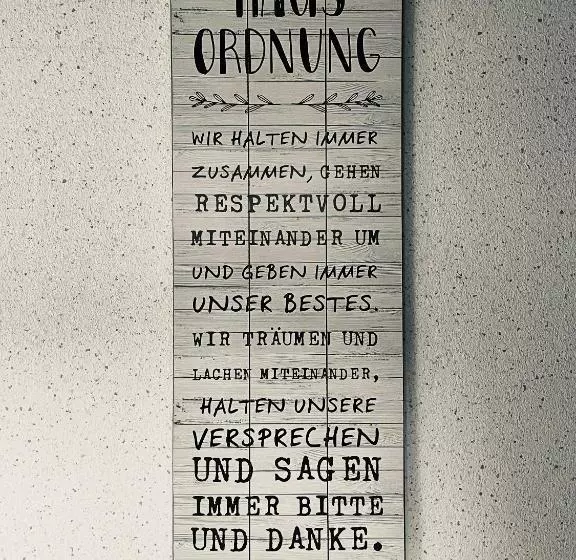 HAUS
ORDNUNG
WIR HALTEN IMMER
ZUSAMMEN, GEHEN
RESPEKTVOLL
MITEINANDER UM
UND GEBEN IMMER
UNSER BESTES.
WIR TRÄUMEN UND
LACHEN MITEINANDER,
HALTEN UNSERE
VERSPRECHEN
UND SAGEN
IMMER BITTE
UND DANKE.